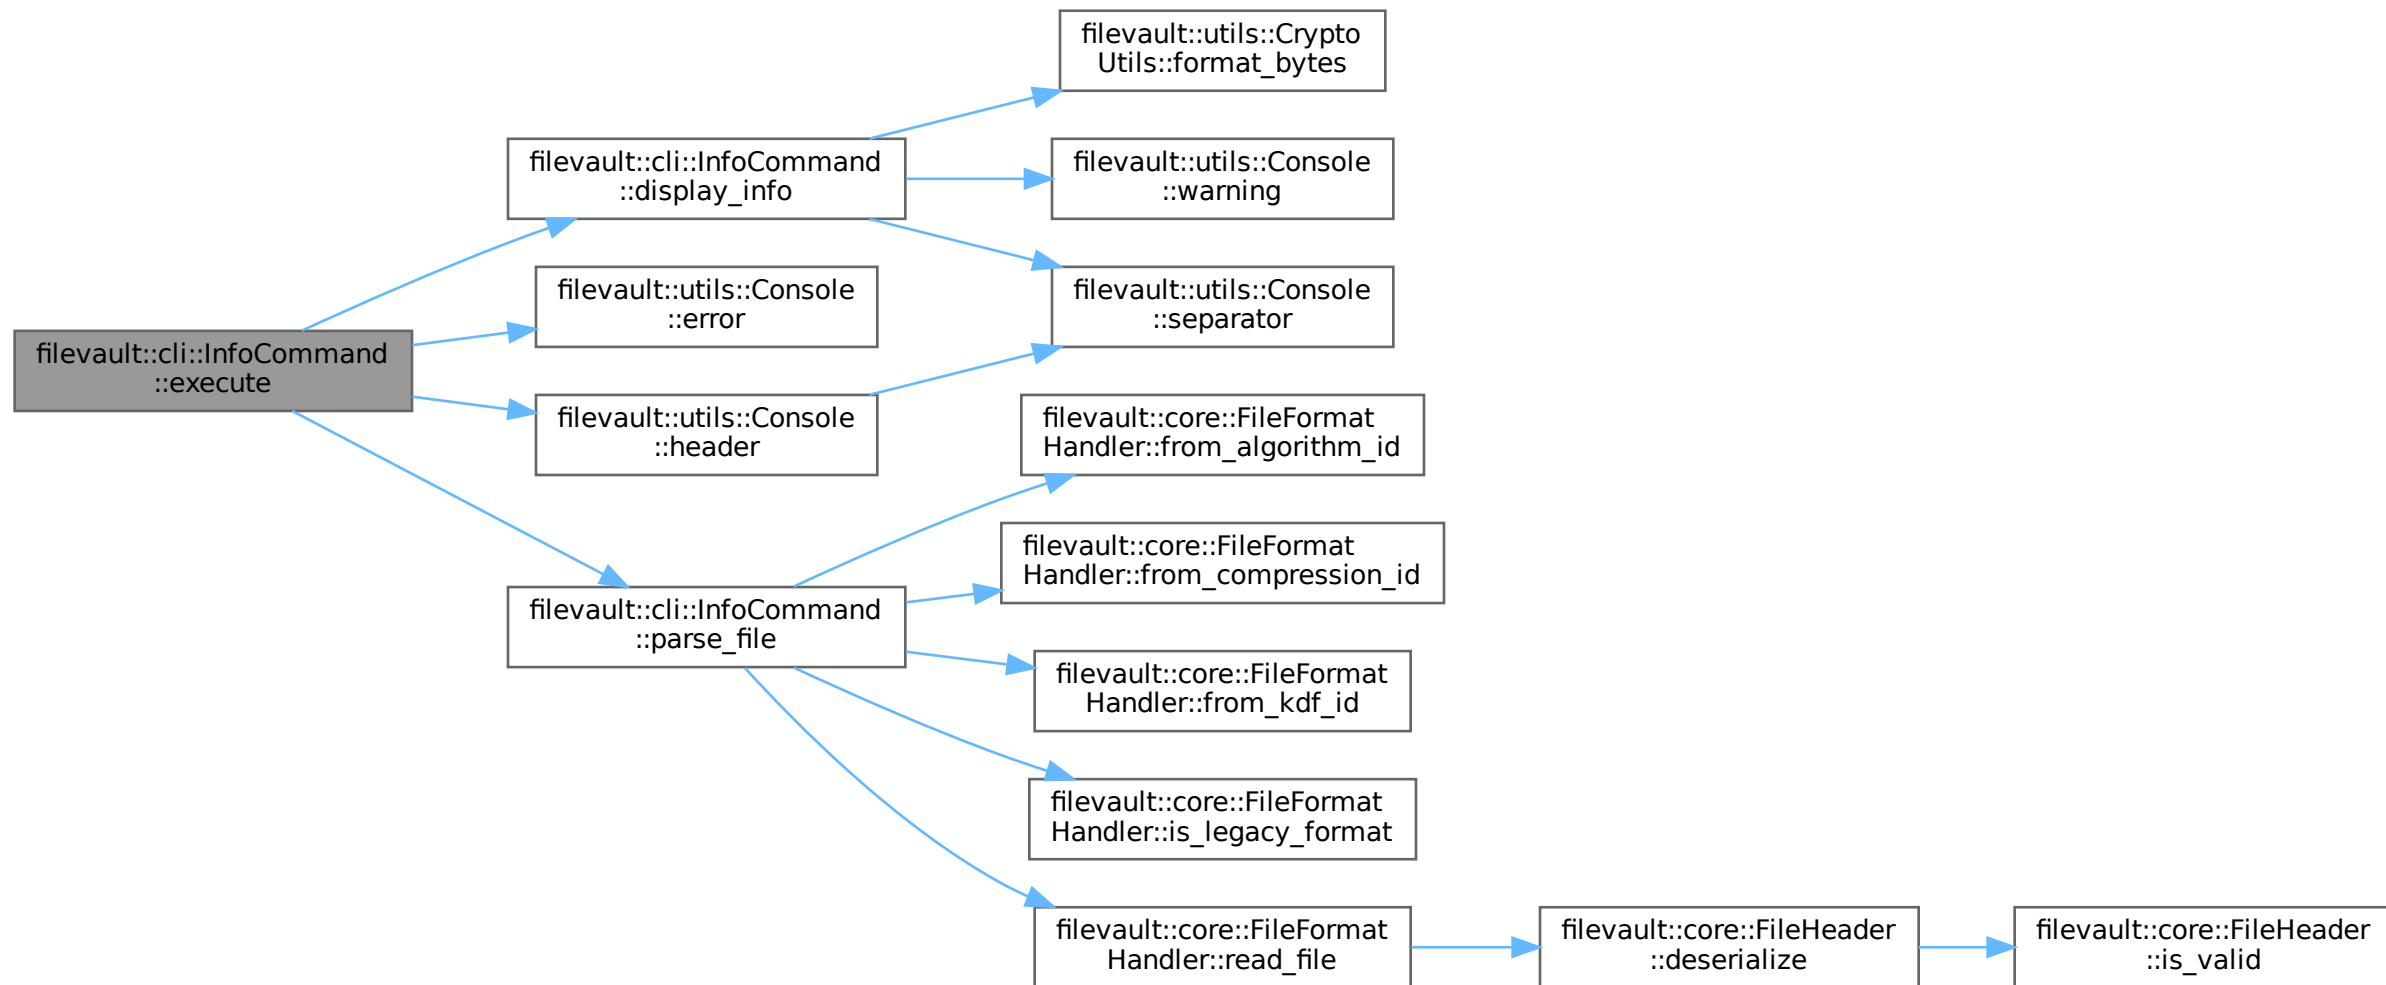 filevault::utils::Crypto
Utils::format_bytes
filevault::cli::InfoCommand
::display_info
filevault::utils::Console
::warning
filevault::utils::Console
::error
filevault::utils::Console
::separator
filevault::cli::InfoCommand
::execute
filevault::utils::Console
::header
filevault::core::FileFormat
Handler::from_algorithm_id
filevault::core::FileFormat
Handler::from_compression_id
filevault::cli::InfoCommand
::parse_file
filevault::core::FileFormat
Handler::from_kdf_id
filevault::core::FileFormat
Handler::is_legacy_format
filevault::core::FileFormat
Handler::read_file
filevault::core::FileHeader
::deserialize
filevault::core::FileHeader
::is_valid